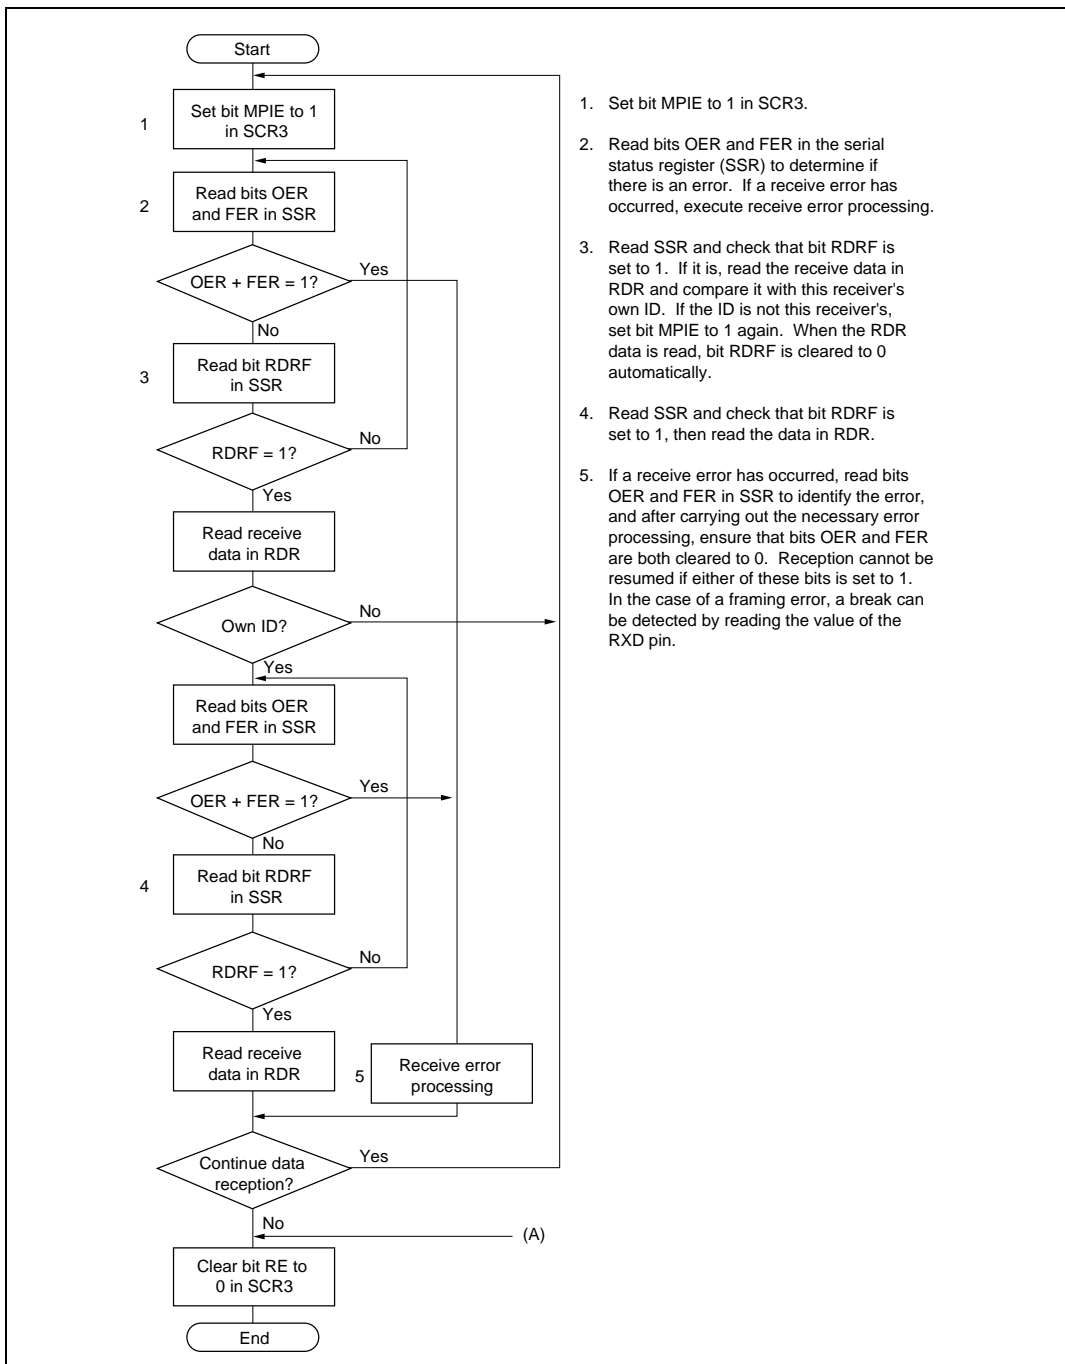 Start
1
Set bit MPIE to 1
in SCR3
2
Read bits OER
and FER in SSR
OER + FER = 1?
Yes
No
3
Read bit RDRF
in SSR
RDRF = 1?
No
Yes
Read receive
data in RDR
Own ID?
No
Yes
Read bits OER
and FER in SSR
OER + FER = 1?
Yes
No
4
Read bit RDRF
in SSR
RDRF = 1?
No
Yes
Read receive
data in RDR
5
Receive error
processing
Continue data
reception?
Yes
No
(A)
Clear bit RE to
0 in SCR3
End
1. Set bit MPIE to 1 in SCR3.
2. Read bits OER and FER in the serial
status register (SSR) to determine if
there is an error. If a receive error has
occurred, execute receive error processing.
3. Read SSR and check that bit RDRF is
set to 1. If it is, read the receive data in
RDR and compare it with this receiver's
own ID. If the ID is not this receiver's,
set bit MPIE to 1 again. When the RDR
data is read, bit RDRF is cleared to 0
automatically.
4. Read SSR and check that bit RDRF is
set to 1, then read the data in RDR.
5. If a receive error has occurred, read bits
OER and FER in SSR to identify the error,
and after carrying out the necessary error
processing, ensure that bits OER and FER
are both cleared to 0. Reception cannot be
resumed if either of these bits is set to 1.
In the case of a framing error, a break can
be detected by reading the value of the
RXD pin.